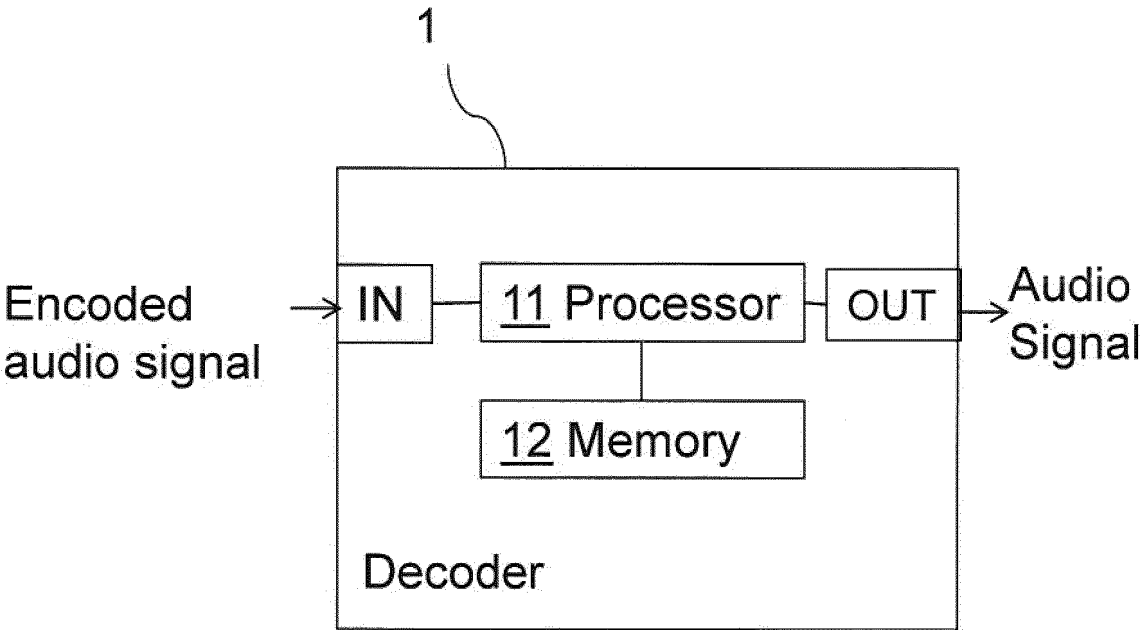 1
Encoded
audio signal
IN
11 Processor
OUT
Audio
Signal
12 Memory
Decoder